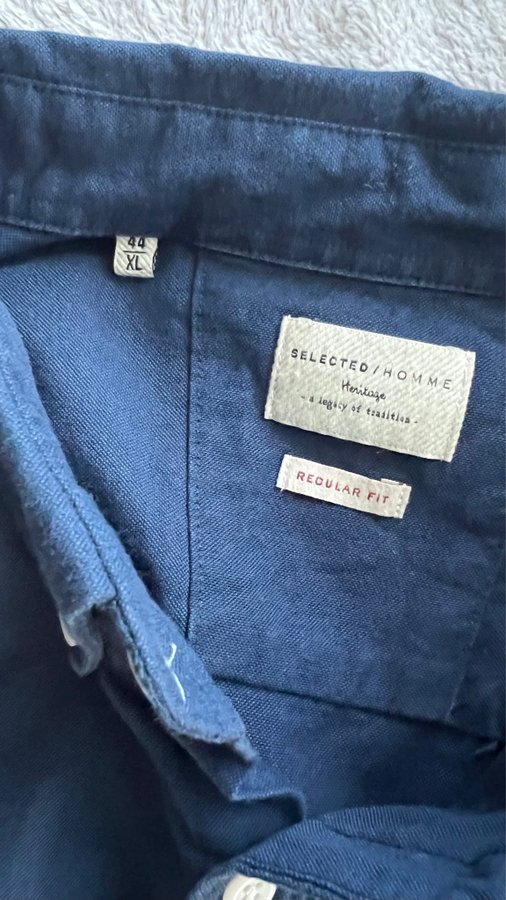 44
XL
SELECTED / HOMME
Heritage
- a legacy of tradition -
REGULAR FIT